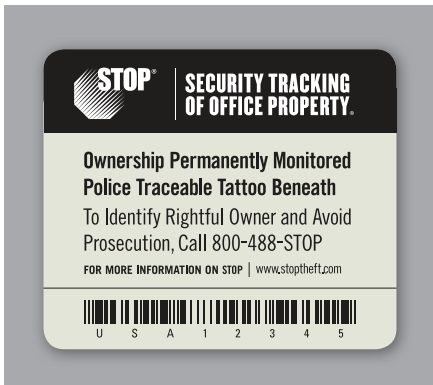 STOP®
SECURITY TRACKING
OF OFFICE PROPERTY®
Ownership Permanently Monitored
Police Traceable Tattoo Beneath
To Identify Rightful Owner and Avoid
Prosecution, Call 800-488-STOP
FOR MORE INFORMATION ON STOP | www.stoptheft.com
U S A 1 2 3 4 5